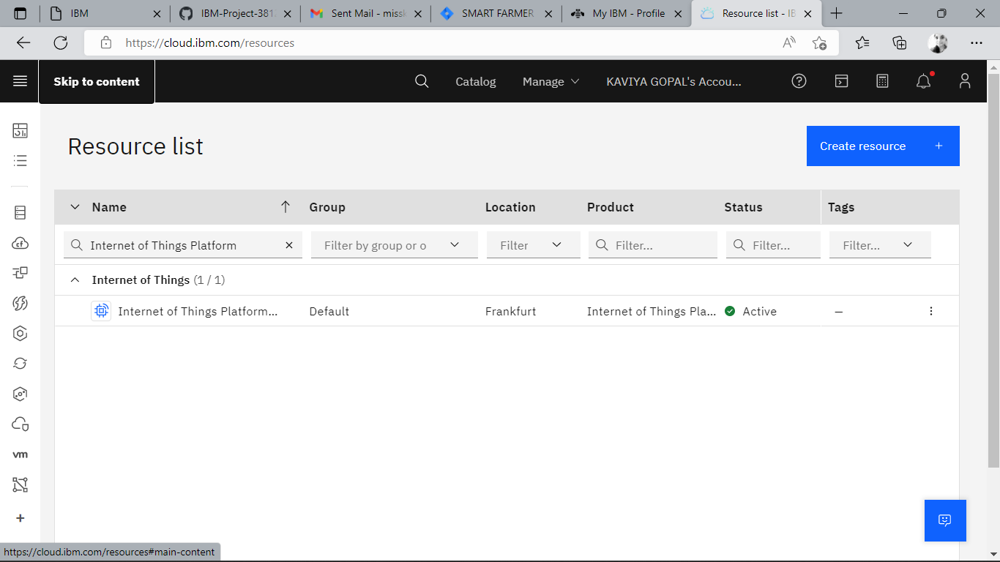 IBM
IBM-Project-381
Sent Mail - missk
SMART FARMER
My IBM - Profile
Resource list - IB
https://cloud.ibm.com/resources
Skip to content
Catalog
Manage
KAVIYA GOPAL's Accou...
Resource list
Create resource +
Name Group Location Product Status Tags
Internet of Things Platform Filter by group or o Filter Filter... Filter... Filter...
Internet of Things (1 / 1)
Internet of Things Platform... Default Frankfurt Internet of Things Pla... Active –
cf
vm
https://cloud.ibm.com/resources#main-content